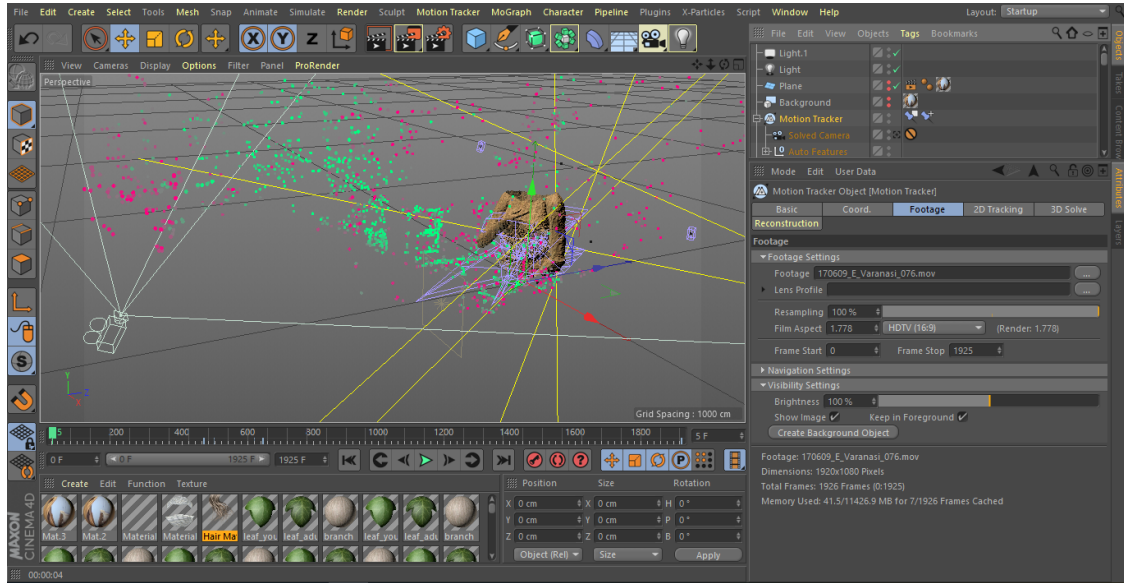 File Edit Create Select Tools Mesh Snap Animate Simulate Render Sculpt Motion Tracker MoGraph Character Pipeline Plugins X-Particles Script Window Help Layout: Startup
View Cameras Display Options Filter Panel ProRender
Perspective
Grid Spacing : 1000 cm
5 200 400 600 800 1000 1200 1400 1600 1800 5 F
0 F 0 F 1925 F 1925 F
Create Edit Function Texture
Mat.3 Mat.2 Material Material Hair Ma leaf_you leaf_adu branch leaf_you leaf_adu branch
Position Size Rotation
X 0 cm X 0 cm H 0 °
Y 0 cm Y 0 cm P 0 °
Z 0 cm Z 0 cm B 0 °
Object (Rel) Size Apply
MAXON
CINEMA 4D
00:00:04
File Edit View Objects Tags Bookmarks
Light.1
Light
Plane
Background
Motion Tracker
Solved Camera
Auto Features
Objects
Takes
Content Brow
Attributes
Layers
Mode Edit User Data
Motion Tracker Object [Motion Tracker]
Basic Coord. Footage 2D Tracking 3D Solve
Reconstruction
Footage
Footage Settings
Footage 170609_E_Varanasi_076.mov ...
Lens Profile ...
Resampling 100 %
Film Aspect 1.778 HDTV (16:9) (Render: 1.778)
Frame Start 0 Frame Stop 1925
Navigation Settings
Visibility Settings
Brightness 100 %
Show Image Keep in Foreground
Create Background Object
Footage: 170609_E_Varanasi_076.mov
Dimensions: 1920x1080 Pixels
Total Frames: 1926 Frames (0:1925)
Memory Used: 41.5/11426.9 MB for 7/1926 Frames Cached